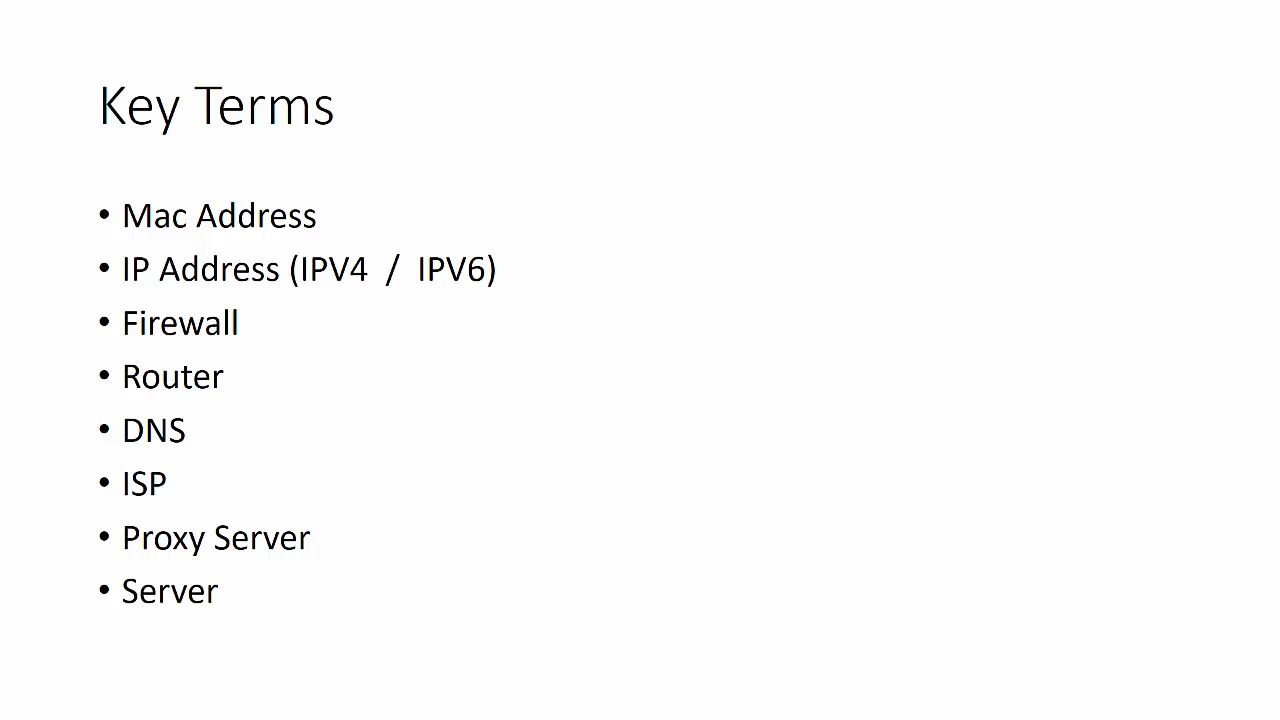 Key Terms
• Mac Address
• IP Address (IPV4 / IPV6)
• Firewall
• Router
• DNS
• ISP
• Proxy Server
• Server